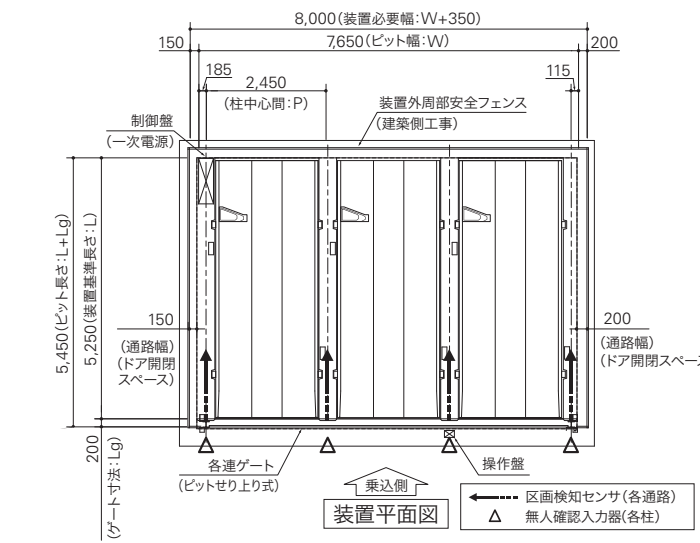 8,000(装置必要幅:W+350)
150
7,650(ピット幅:W)
200
185
115
2,450
(柱中心間:P)
装置外周部安全フェンス
(建築側工事)
制御盤
(一次電源)
5,450(ピット長さ:L+Lg)
5,250(装置基準長さ:L)
150
(通路幅)
(ドア開閉
スペース)
200
(通路幅)
(ドア開閉スペース
200
(ゲート寸法:Lg)
各連ゲート
(ピットせり上り式)
乗込側
操作盤
装置平面図
区画検知センサ(各通路)
無人確認入力器(各柱)